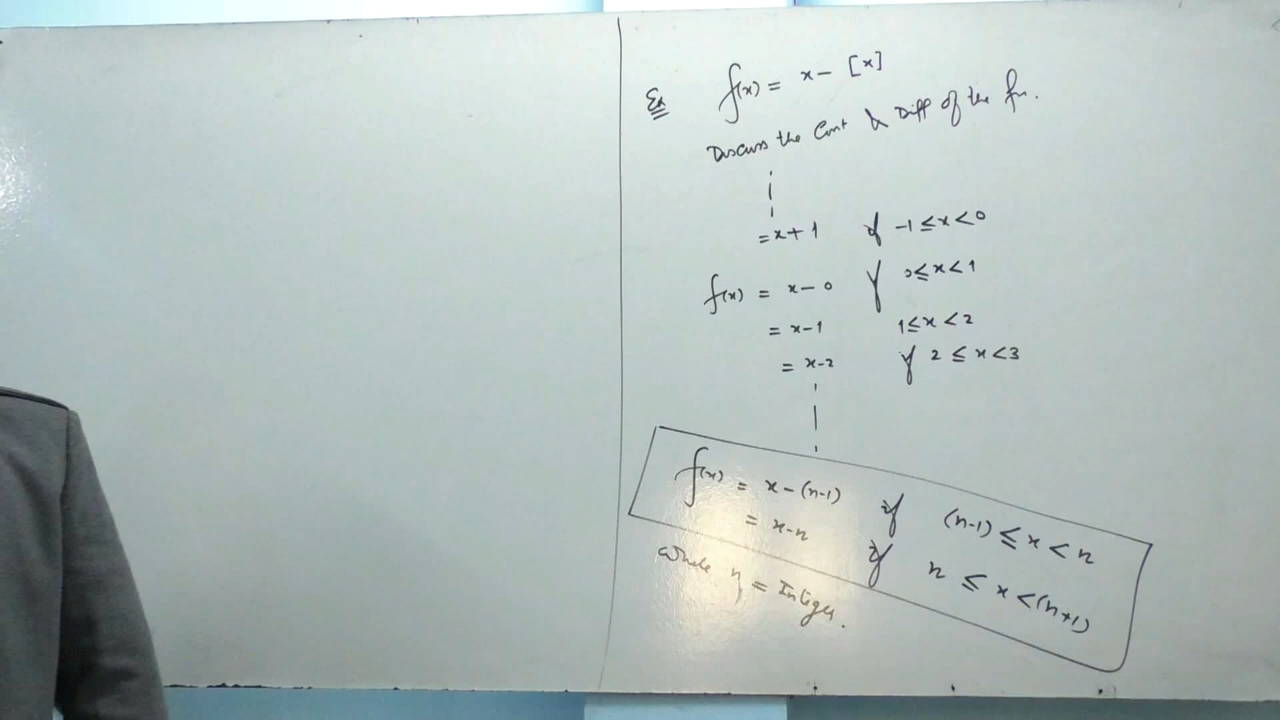 Ex f(x) = x - [x]
Discuss the Cont & Diff of the fn.
= x+1 if -1 ≤ x < 0
f(x) = x - 0 if 0 ≤ x < 1
= x-1 1 ≤ x < 2
= x-2 if 2 ≤ x < 3
f(x) = x-(n-1) if (n-1) ≤ x < n
= x-n if n ≤ x < (n+1)
where n = Integer.